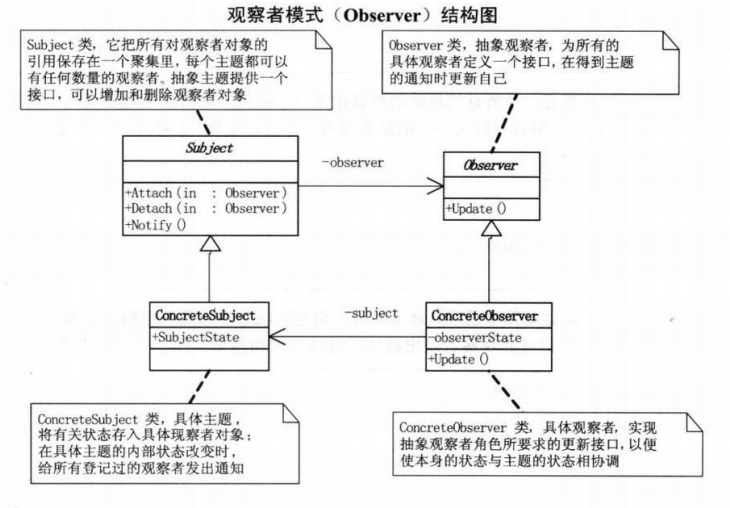 观察者模式（Observer）结构图
Subject 类，它把所有对观察者对象的
引用保存在一个聚集里，每个主题都可以
有任何数量的观察者。抽象主题提供一个
接口，可以增加和删除观察者对象
Observer 类，抽象观察者，为所有的
具体观察者定义一个接口，在得到主题
的通知时更新自己
Subject
+Attach(in : Observer)
+Detach(in : Observer)
+Notify()
-observer
Observer
+Update()
ConcreteSubject
+SubjectState
-subject
ConcreteObserver
-observerState
+Update()
ConcreteSubject 类，具体主题，
将有关状态存入具体现察者对象；
在具体主题的内部状态改变时，
给所有登记过的观察者发出通知
ConcreteObserver 类，具体观察者，实现
抽象观察者角色所要求的更新接口，以便
使本身的状态与主题的状态相协调